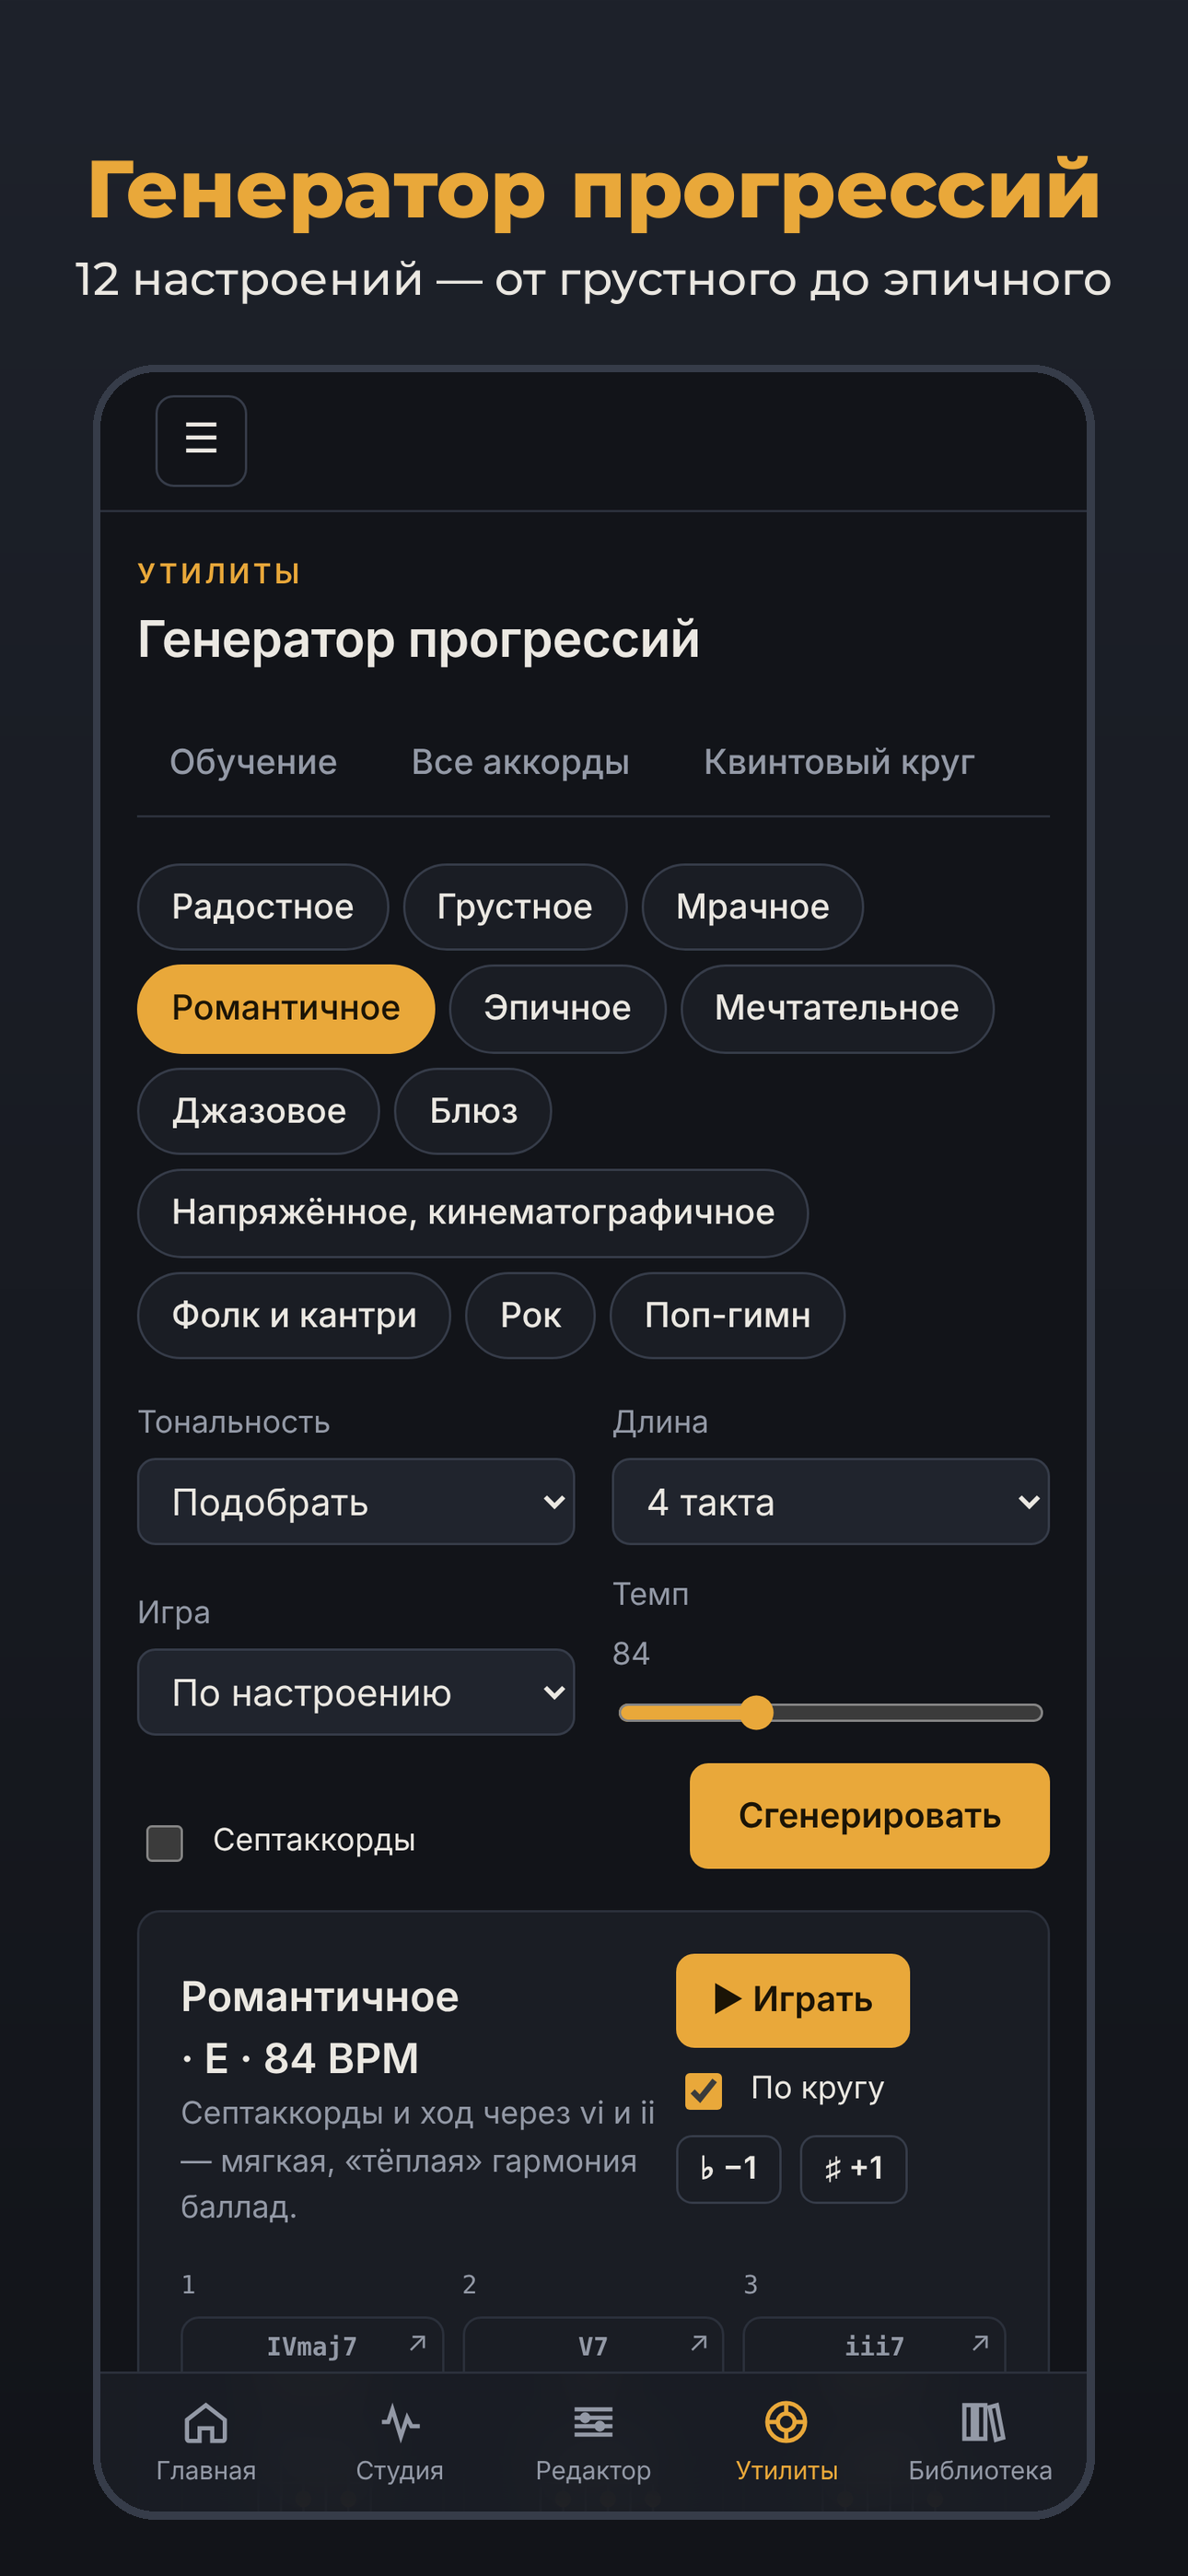 Генератор прогрессий
12 настроений — от грустного до эпичного
УТИЛИТЫ
Генератор прогрессий
Обучение Все аккорды Квинтовый круг
Радостное Грустное Мрачное
Романтичное Эпичное Мечтательное
Джазовое Блюз
Напряжённое, кинематографичное
Фолк и кантри Рок Поп-гимн
Тональность Длина
Подобрать 4 такта
Игра Темп
84
По настроению
Септаккорды Сгенерировать
Романтичное
· E · 84 BPM
Септаккорды и ход через vi и ii
— мягкая, «тёплая» гармония
баллад.
▶ Играть
По кругу
♭ −1 ♯ +1
1 2 3
IVmaj7 ↗ V7 ↗ iii7 ↗
Главная Студия Редактор Утилиты Библиотека